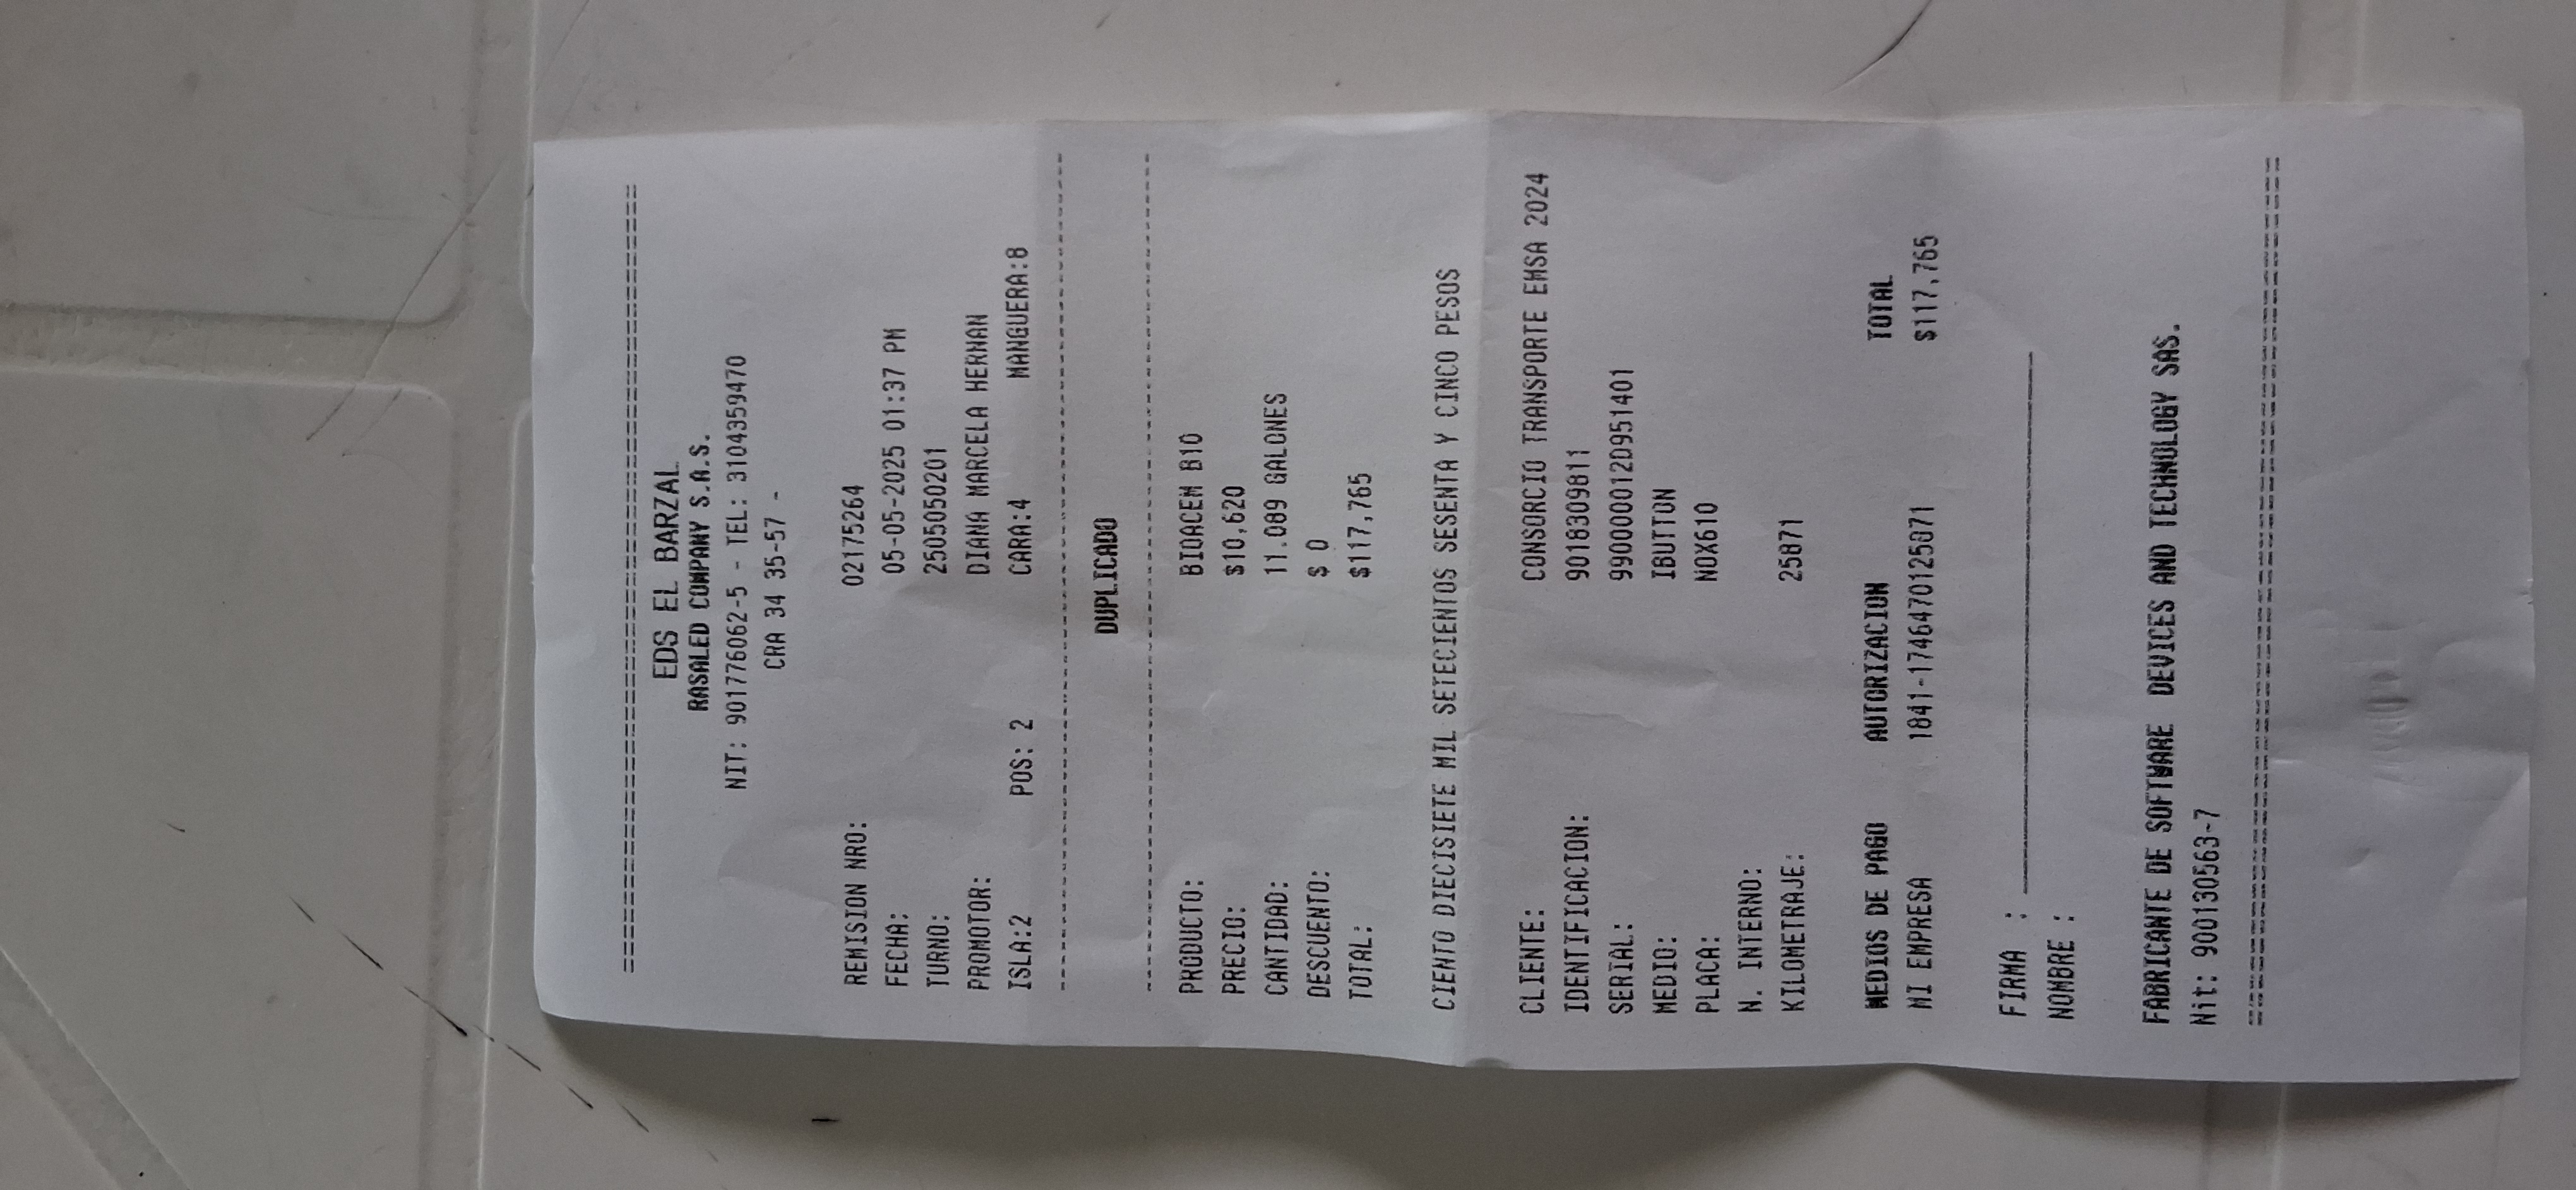 ================================================
EDS EL BARZAL
RASALED COMPANY S.A.S.
NIT: 901776062-5 - TEL: 3104359470
CRA 34 35-57 -
REMISION NRO: 02175264
FECHA: 05-05-2025 01:37 PM
TURNO: 2505050201
PROMOTOR: DIANA MARCELA HERNAN
ISLA:2 POS: 2 CARA:4 MANGUERA:8
------------------------------------------------
DUPLICADO
------------------------------------------------
PRODUCTO: BIOACEM B10
PRECIO: $10,620
CANTIDAD: 11.089 GALONES
DESCUENTO: $ 0
TOTAL: $117,765
CIENTO DIECISIETE MIL SETECIENTOS SESENTA Y CINCO PESOS
CLIENTE: CONSORCIO TRANSPORTE EMSA 2024
IDENTIFICACION: 9018309811
SERIAL: 990000012D951401
MEDIO: IBUTTON
PLACA: NOX610
N. INTERNO:
KILOMETRAJE: 25871
MEDIOS DE PAGO AUTORIZACION TOTAL
MI EMPRESA 1841-1746470125871 $117,765
FIRMA : ______________________________
NOMBRE :
FABRICANTE DE SOFTWARE DEVICES AND TECHNOLOGY SAS.
Nit: 900130563-7
================================================